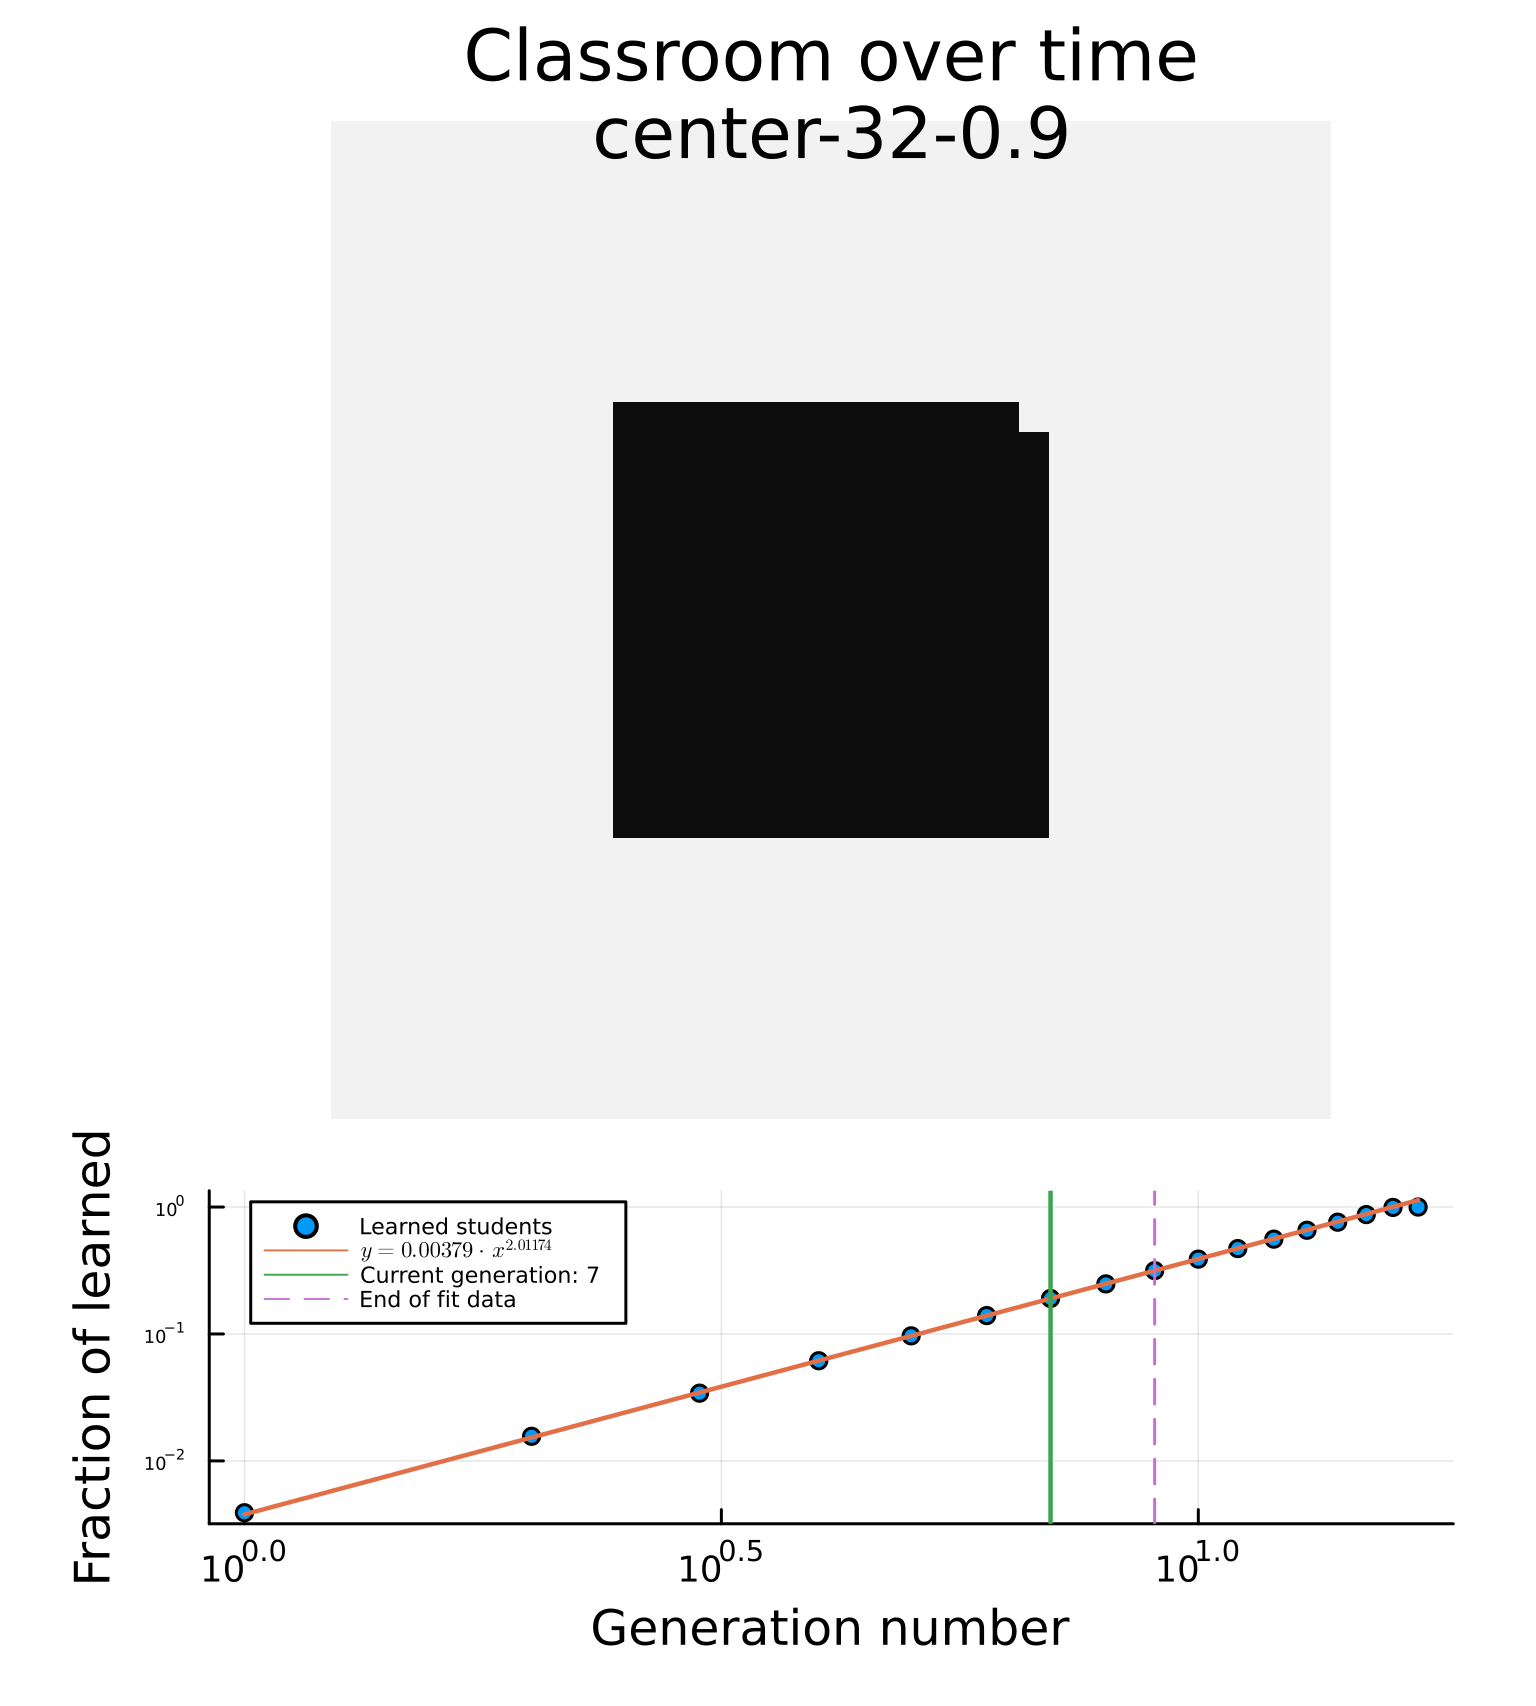 Classroom over time
center-32-0.9
Fraction of learned
10⁰
10⁻¹
10⁻²
Learned students
y = 0.00379 · x^2.01174
Current generation: 7
End of fit data
10^0.0
10^0.5
10^1.0
Generation number